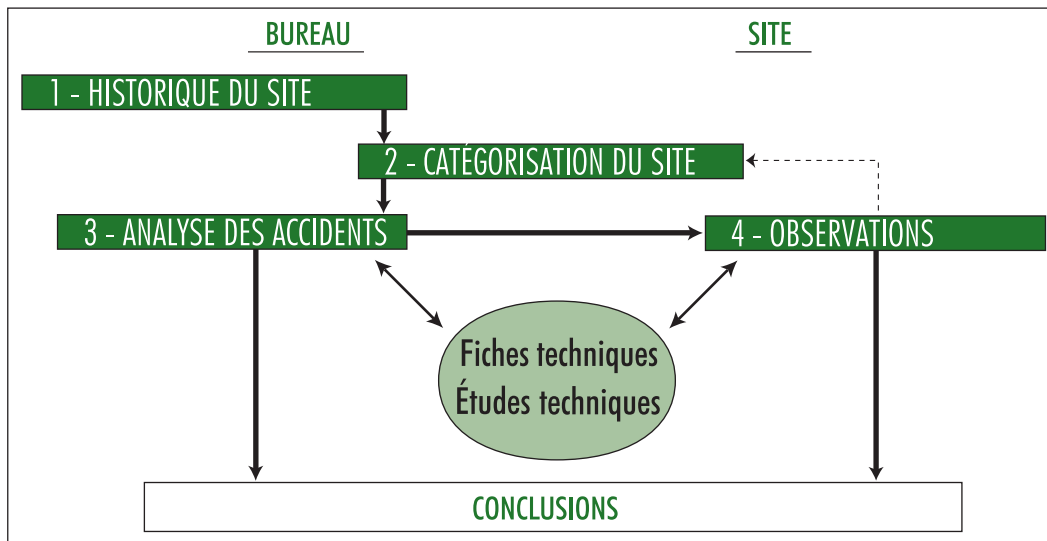 BUREAU
SITE
1 - HISTORIQUE DU SITE
2 - CATÉGORISATION DU SITE
3 - ANALYSE DES ACCIDENTS
4 - OBSERVATIONS
Fiches techniques
Études techniques
CONCLUSIONS